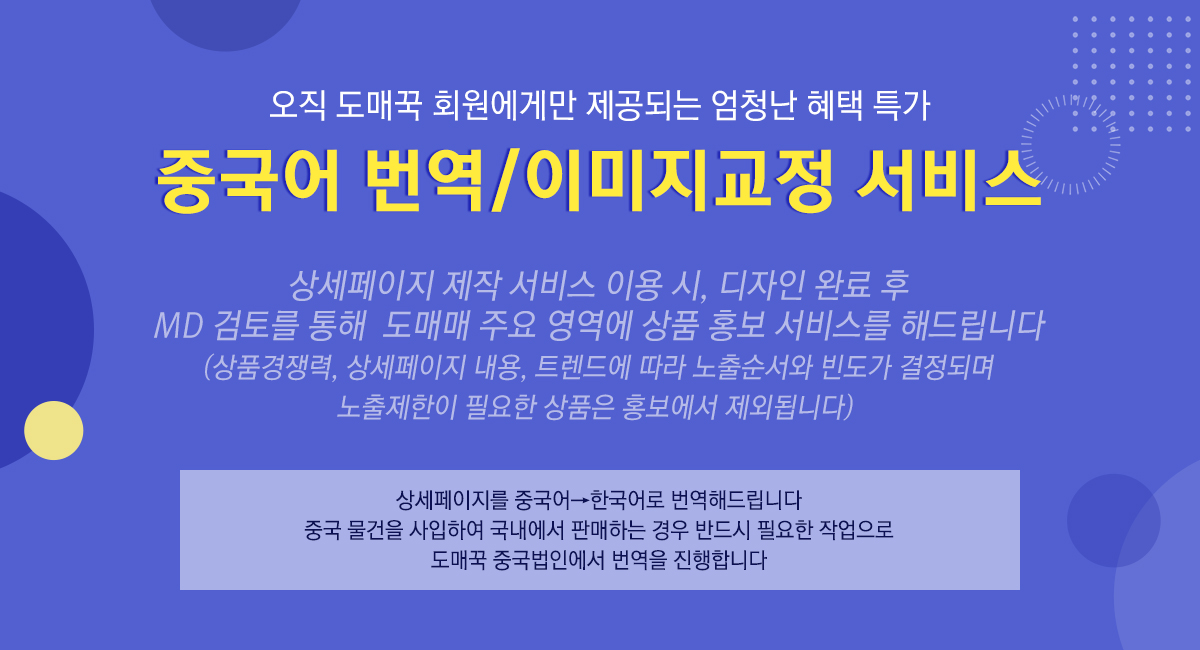 오직 도매꾹 회원에게만 제공되는 엄청난 혜택 특가
중국어 번역/이미지교정 서비스
상세페이지 제작 서비스 이용 시, 디자인 완료 후
MD 검토를 통해 도매매 주요 영역에 상품 홍보 서비스를 해드립니다
(상품경쟁력, 상세페이지 내용, 트렌드에 따라 노출순서와 빈도가 결정되며
노출제한이 필요한 상품은 홍보에서 제외됩니다)
상세페이지를 중국어→한국어로 번역해드립니다
중국 물건을 사입하여 국내에서 판매하는 경우 반드시 필요한 작업으로
도매꾹 중국법인에서 번역을 진행합니다